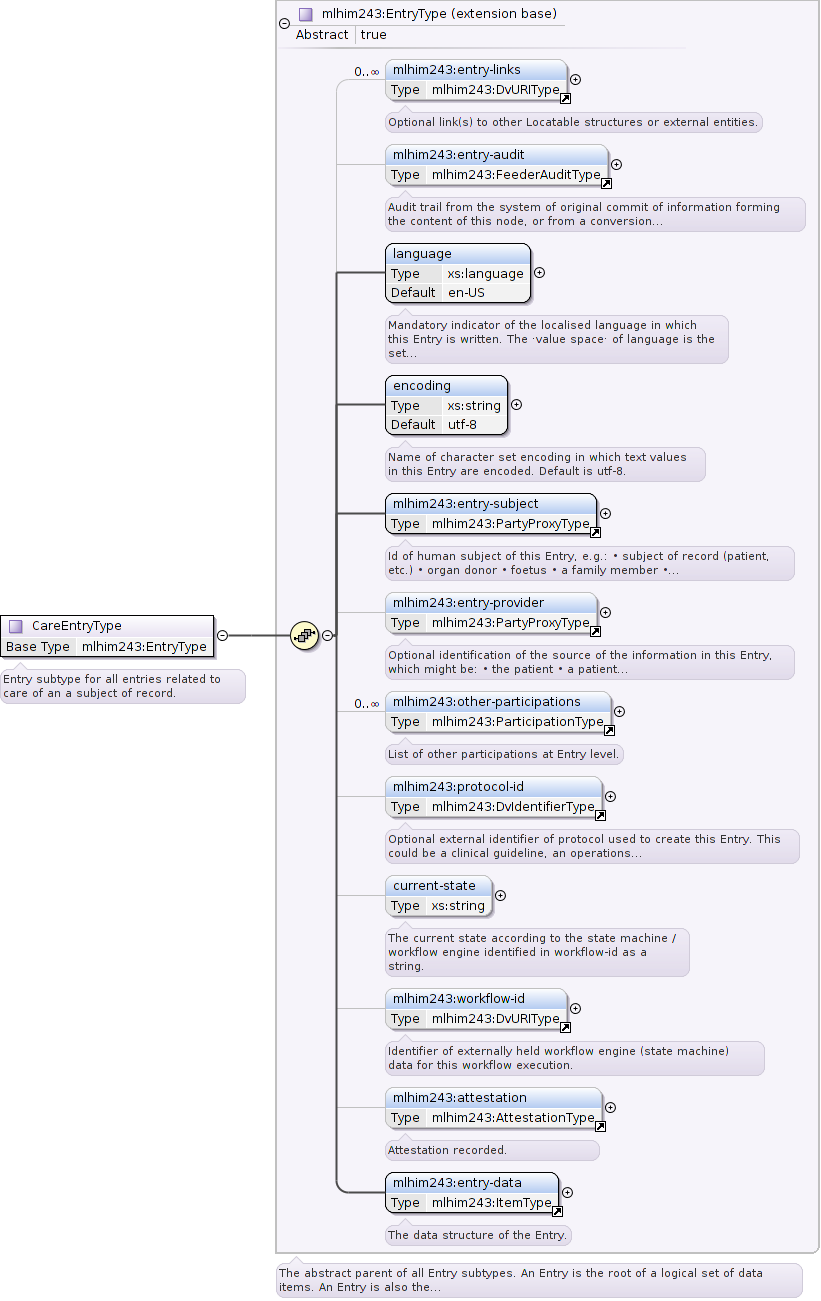 mlhim243:EntryType (extension base)
Abstract true
0..∞
mlhim243:entry-links
Type mlhim243:DvURIType
Optional link(s) to other Locatable structures or external entities.
mlhim243:entry-audit
Type mlhim243:FeederAuditType
Audit trail from the system of original commit of information forming
the content of this node, or from a conversion...
language
Type xs:language
Default en-US
Mandatory indicator of the localised language in which
this Entry is written. The ·value space· of language is the
set...
encoding
Type xs:string
Default utf-8
Name of character set encoding in which text values
in this Entry are encoded. Default is utf-8.
mlhim243:entry-subject
Type mlhim243:PartyProxyType
Id of human subject of this Entry, e.g.: • subject of record (patient,
etc.) • organ donor • foetus • a family member •...
mlhim243:entry-provider
Type mlhim243:PartyProxyType
Optional identification of the source of the information in this Entry,
which might be: • the patient • a patient...
CareEntryType
Base Type mlhim243:EntryType
Entry subtype for all entries related to
care of an a subject of record.
0..∞
mlhim243:other-participations
Type mlhim243:ParticipationType
List of other participations at Entry level.
mlhim243:protocol-id
Type mlhim243:DvIdentifierType
Optional external identifier of protocol used to create this Entry. This
could be a clinical guideline, an operations...
current-state
Type xs:string
The current state according to the state machine /
workflow engine identified in workflow-id as a
string.
mlhim243:workflow-id
Type mlhim243:DvURIType
Identifier of externally held workflow engine (state machine)
data for this workflow execution.
mlhim243:attestation
Type mlhim243:AttestationType
Attestation recorded.
mlhim243:entry-data
Type mlhim243:ItemType
The data structure of the Entry.
The abstract parent of all Entry subtypes. An Entry is the root of a logical set of data
items. An Entry is also the...